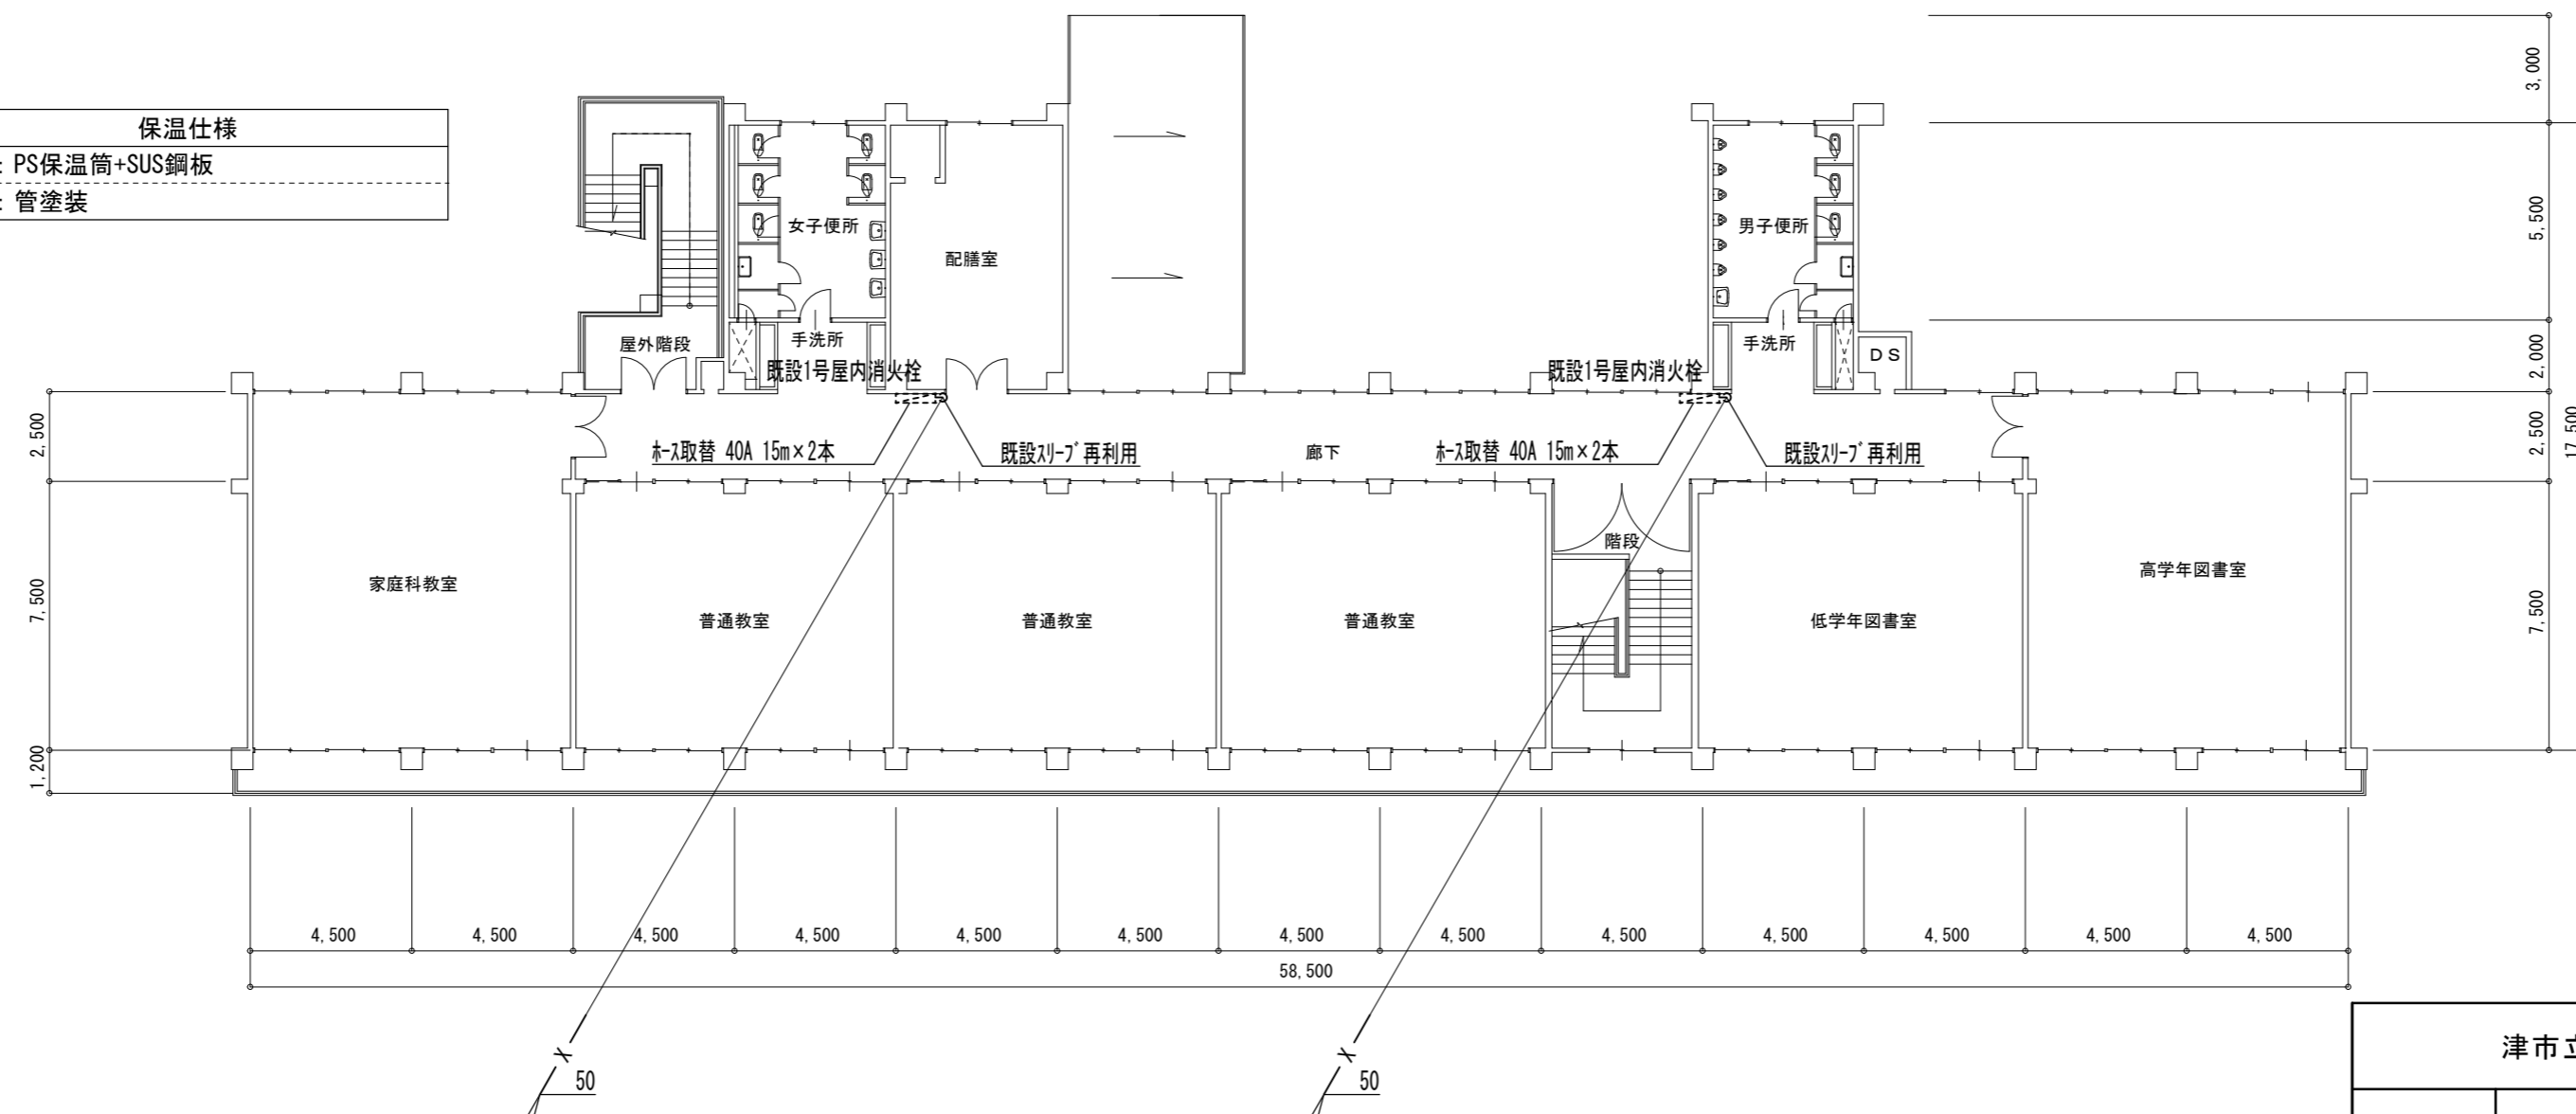 保温仕様
: PS保温筒+SUS鋼板
: 管塗装
3,000
5,500
2,000
2,500
17,500
7,500
2,500
7,500
1,200
女子便所
配膳室
男子便所
屋外階段
手洗所
手洗所
DS
既設1号屋内消火栓
既設1号屋内消火栓
ﾎｰｽ取替 40A 15m×2本
既設ｽﾘｰﾌﾞ再利用
廊下
ﾎｰｽ取替 40A 15m×2本
既設ｽﾘｰﾌﾞ再利用
階段
家庭科教室
高学年図書室
普通教室
普通教室
普通教室
低学年図書室
4,500 4,500 4,500 4,500 4,500 4,500 4,500 4,500 4,500 4,500 4,500 4,500 4,500
58,500
X
50
X
50
津市立